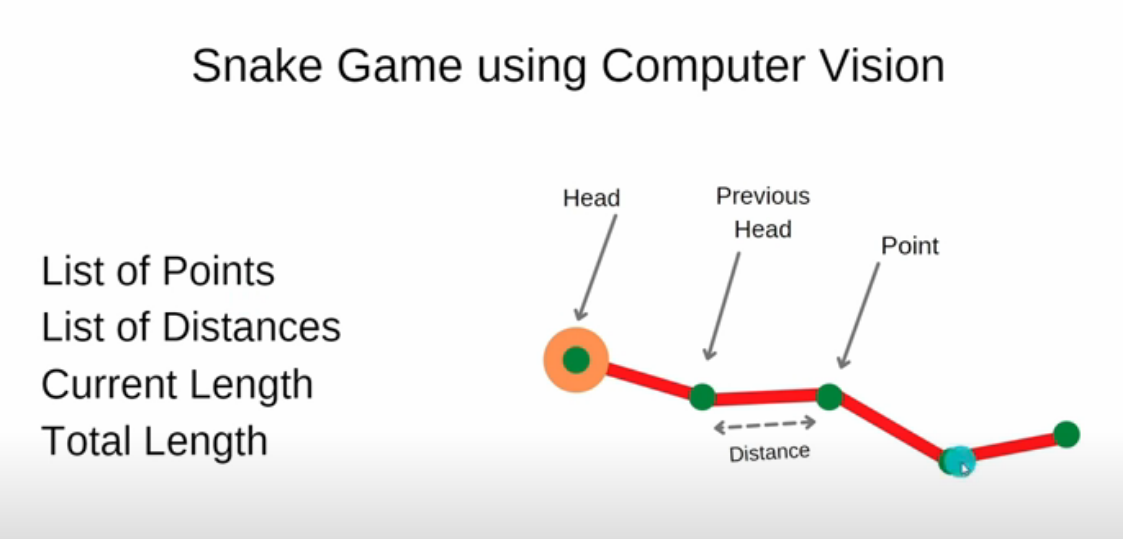 Snake Game using Computer Vision
Head
Previous
Head
Point
List of Points
List of Distances
Current Length
Total Length
Distance